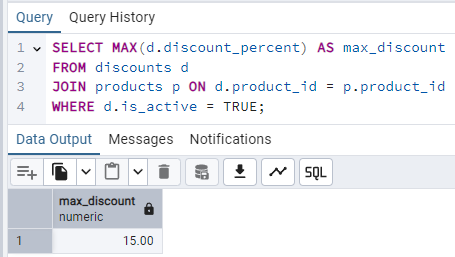 Query Query History
1 SELECT MAX(d.discount_percent) AS max_discount
2 FROM discounts d
3 JOIN products p ON d.product_id = p.product_id
4 WHERE d.is_active = TRUE;
Data Output Messages Notifications
SQL
max_discount
numeric
1 15.00